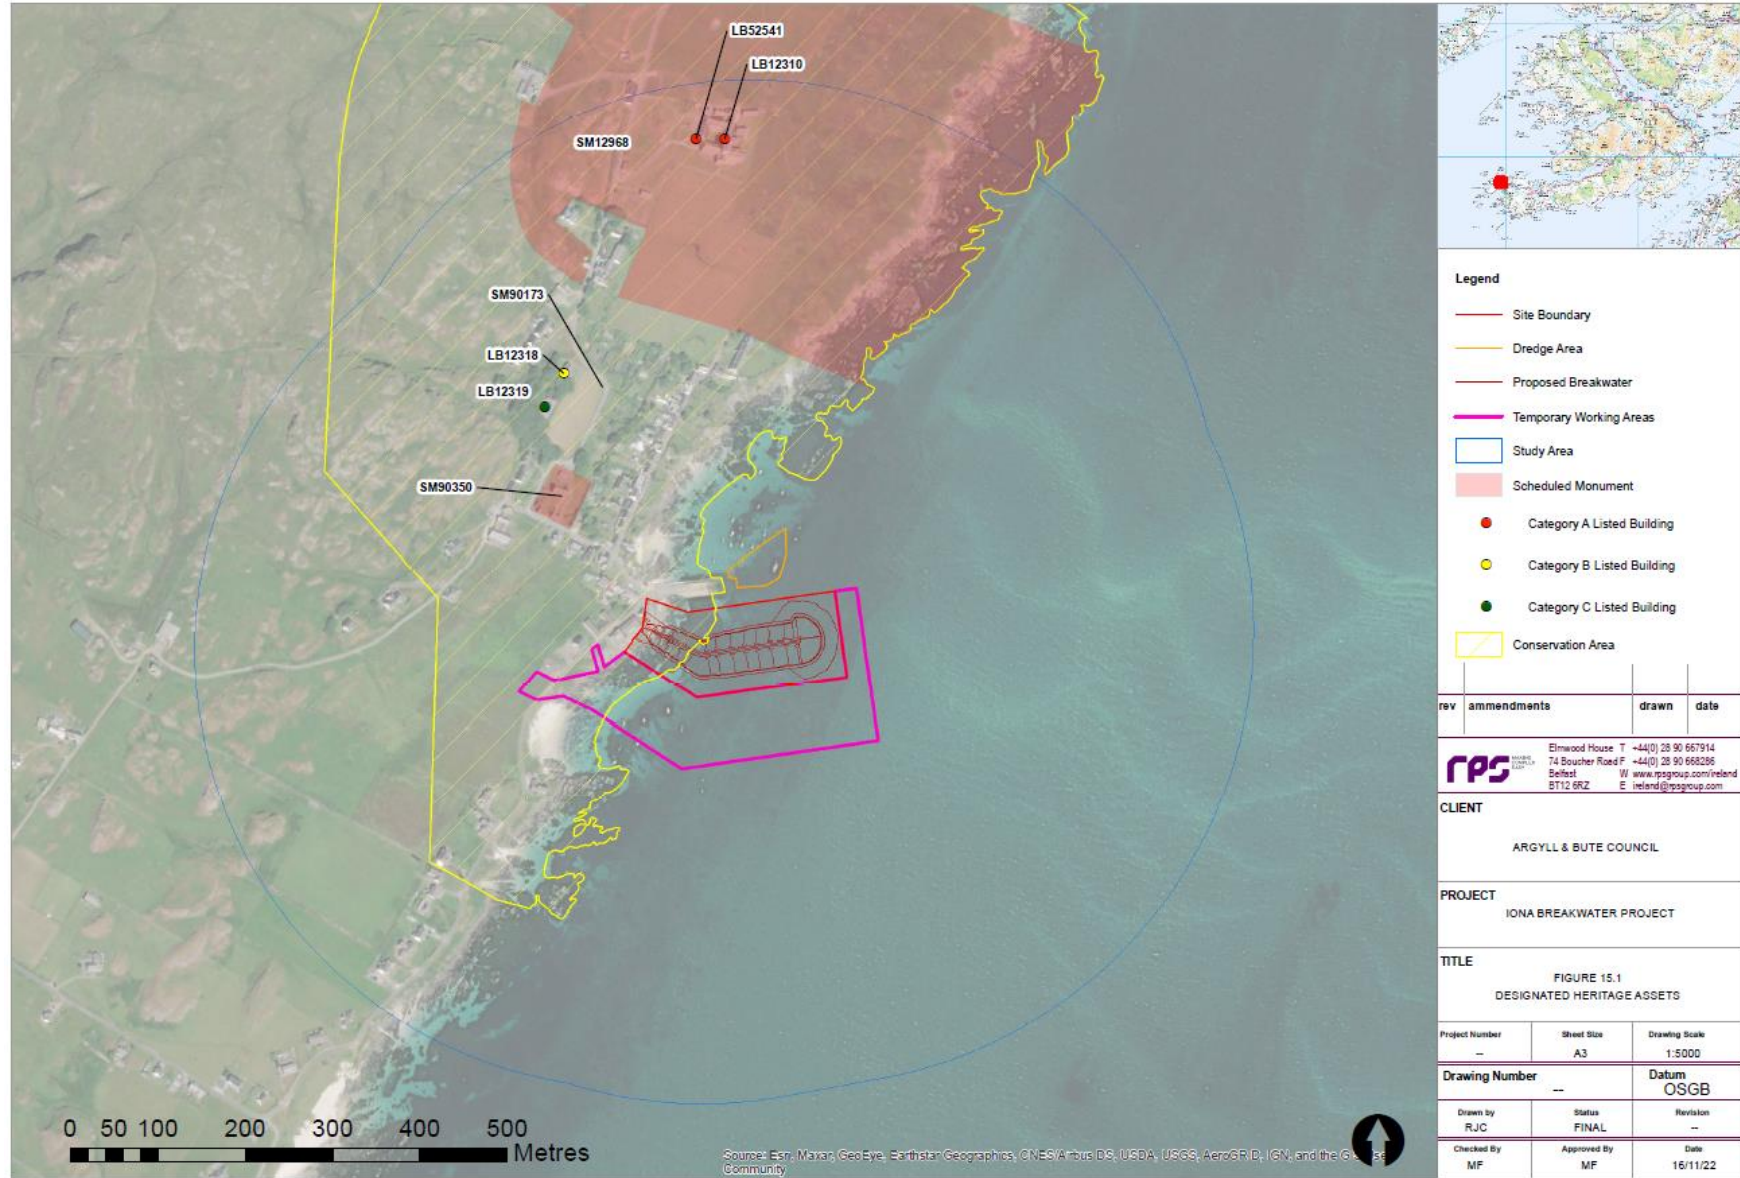 LB52541
LB12310
SM12968
SM90173
LB12318
LB12319
SM90350
0 50 100 200 300 400 500
Metres
Source: Esri, Maxar, GeoEye, Earthstar Geographics, CNES/Airbus DS, USDA, USGS, AeroGRID, IGN, and the GIS User
Community
Legend
Site Boundary
Dredge Area
Proposed Breakwater
Temporary Working Areas
Study Area
Scheduled Monument
Category A Listed Building
Category B Listed Building
Category C Listed Building
Conservation Area
rev ammendments drawn date
rps
Elmwood House T +44(0) 28 90 667914
74 Boucher Road F +44(0) 28 90 668286
Belfast W www.rpsgroup.com/ireland
BT12 6RZ E ireland@rpsgroup.com
CLIENT
ARGYLL & BUTE COUNCIL
PROJECT
IONA BREAKWATER PROJECT
TITLE
FIGURE 15.1
DESIGNATED HERITAGE ASSETS
Project Number Sheet Size Drawing Scale
-- A3 1:5000
Drawing Number Datum
-- OSGB
Drawn by Status Revision
RJC FINAL --
Checked By Approved By Date
MF MF 16/11/22